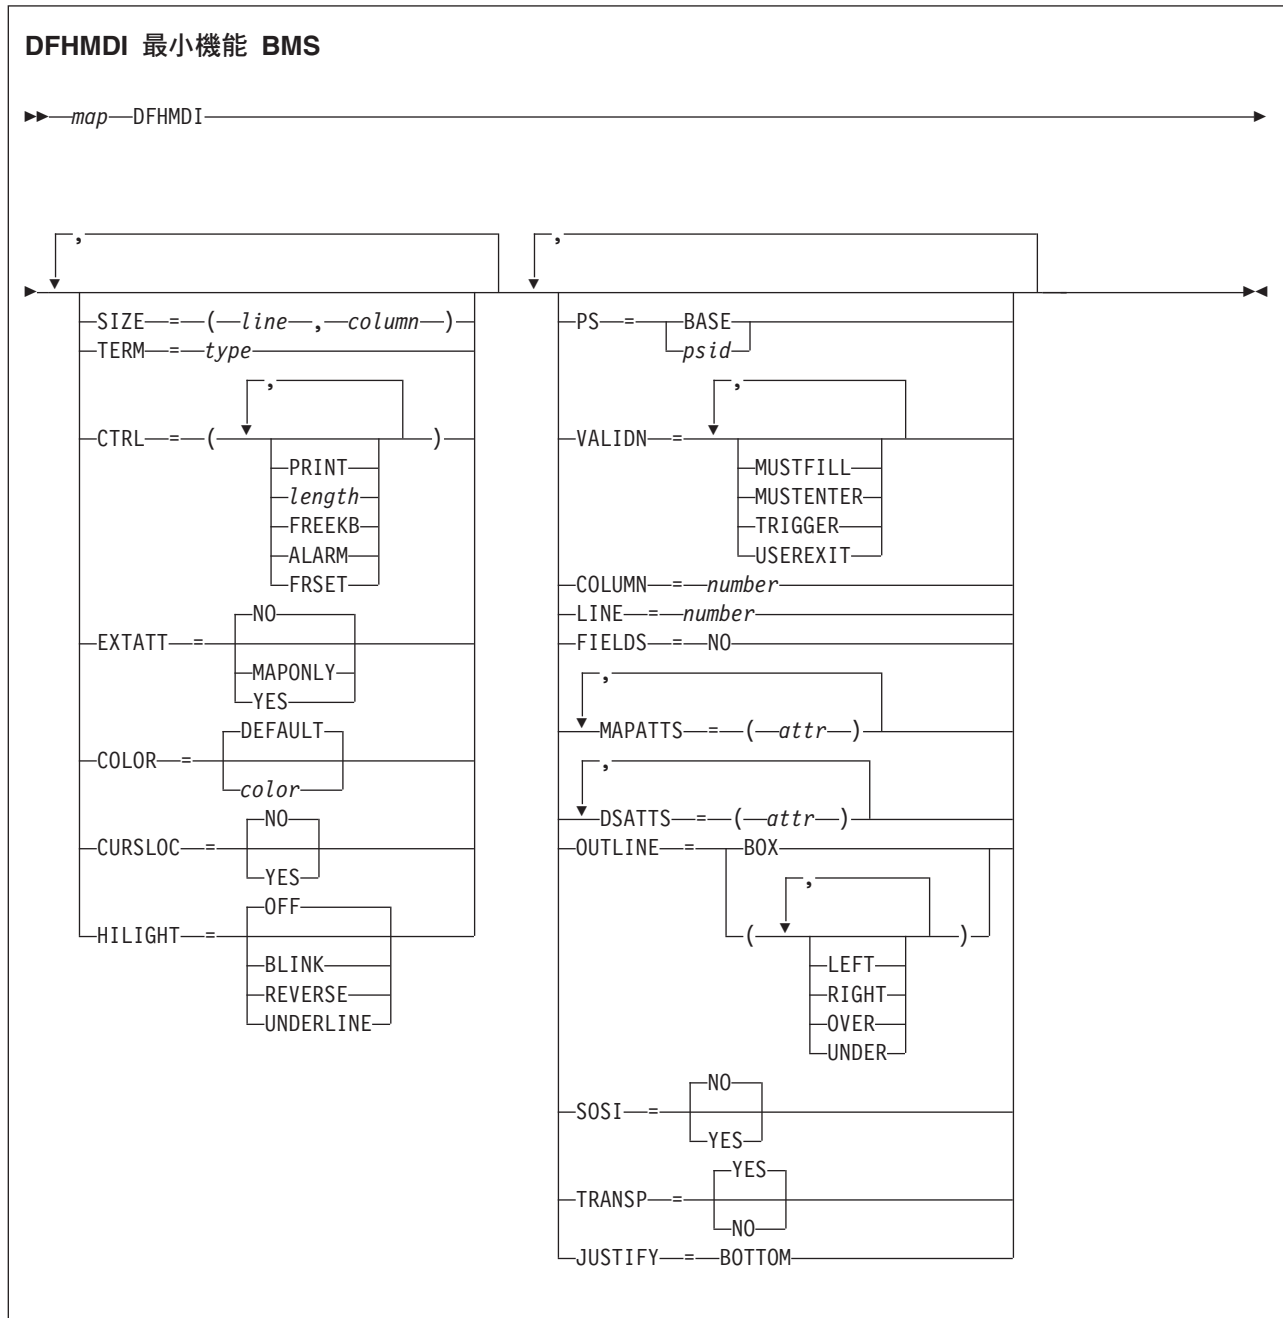 DFHMDI 最小機能 BMS
map DFHMDI
,
SIZE = ( line , column )
TERM = type
,
CTRL = ( )
PRINT
length
FREEKB
ALARM
FRSET
NO
EXTATT =
MAPONLY
YES
DEFAULT
COLOR =
color
NO
CURSLOC =
YES
OFF
HILIGHT =
BLINK
REVERSE
UNDERLINE
,
PS = BASE
psid
,
VALIDN =
MUSTFILL
MUSTENTER
TRIGGER
USEREXIT
COLUMN = number
LINE = number
FIELDS = NO
,
MAPATTS = ( attr )
,
DSATTS = ( attr )
OUTLINE = BOX
,
( )
LEFT
RIGHT
OVER
UNDER
NO
SOSI =
YES
YES
TRANSP =
NO
JUSTIFY = BOTTOM